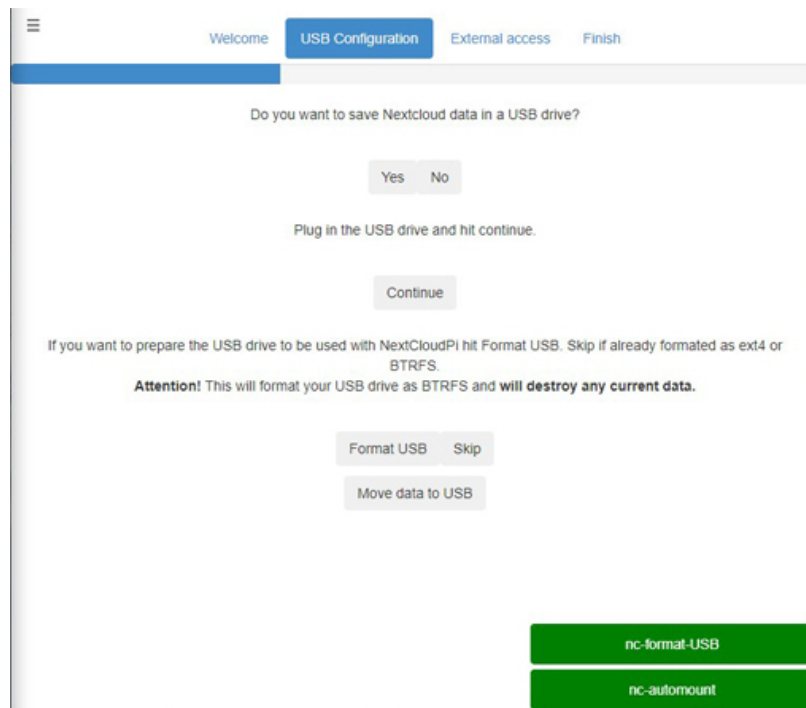 Welcome
USB Configuration
External access
Finish
Do you want to save Nextcloud data in a USB drive?
Yes
No
Plug in the USB drive and hit continue.
Continue
If you want to prepare the USB drive to be used with NextCloudPi hit Format USB. Skip if already formated as ext4 or
BTRFS.
Attention! This will format your USB drive as BTRFS and will destroy any current data.
Format USB
Skip
Move data to USB
nc-format-USB
nc-automount